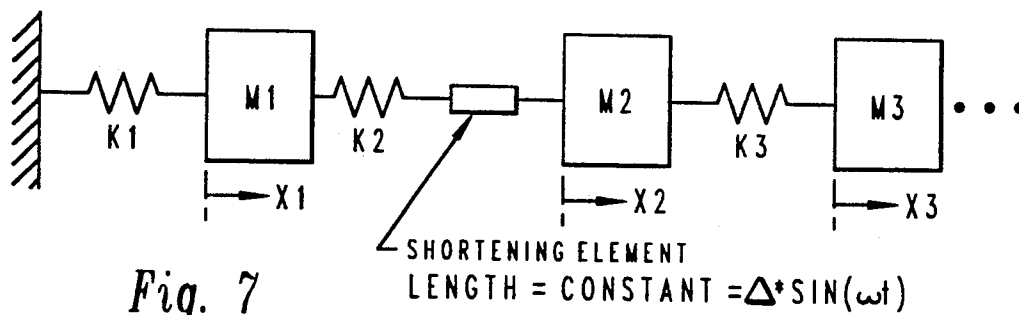 M1
M2
M3
K1
K2
K3
X1
X2
X3
SHORTENING ELEMENT
LENGTH = CONSTANT = Δ* SIN(ωt)
Fig. 7